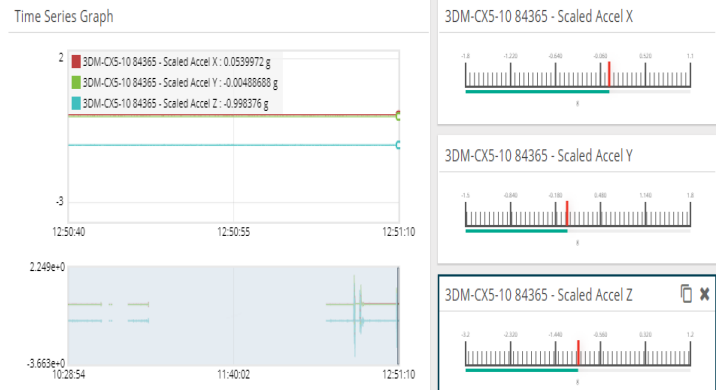 Time Series Graph
2
3DM-CX5-10 84365 - Scaled Accel X : 0.0539972 g
3DM-CX5-10 84365 - Scaled Accel Y : -0.00488688 g
3DM-CX5-10 84365 - Scaled Accel Z : -0.998376 g
-3
12:50:40 12:50:55 12:51:10
2.249e+0
-3.663e+0
10:28:54 11:40:02 12:51:10
3DM-CX5-10 84365 - Scaled Accel X
-1.8 -1.220 -0.640 -0.060 0.520 1.1
3DM-CX5-10 84365 - Scaled Accel Y
-1.5 -0.840 -0.180 0.480 1.140 1.8
3DM-CX5-10 84365 - Scaled Accel Z
-3.2 -2.320 -1.440 -0.560 0.320 1.2